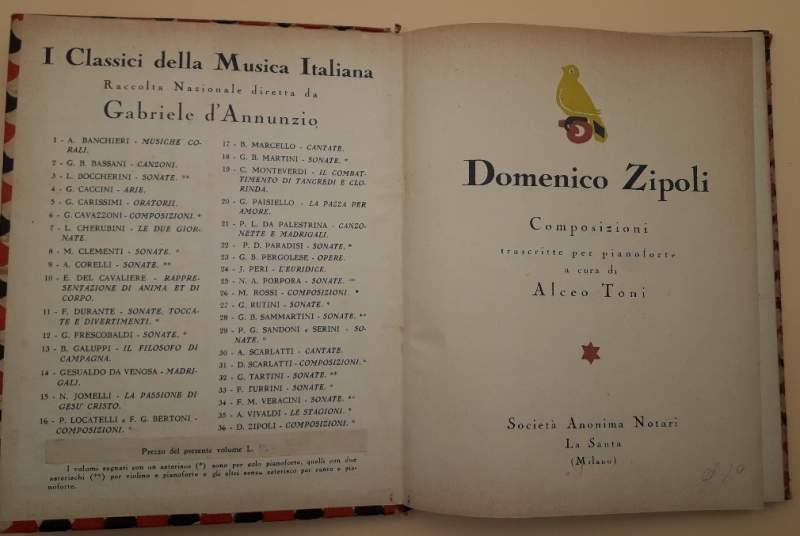 I Classici della Musica Italiana
Raccolta Nazionale diretta da
Gabriele d'Annunzio
1 - A. BANCHIERI - MUSICHE CO-
RALI.
2 - G. B. BASSANI - CANZONI.
3 - L. BOCCHERINI - SONATE. **
4 - G. CACCINI - ARIE.
5 - G. CARISSIMI - ORATORII.
6 - G. CAVAZZONI - COMPOSIZIONI. *
7 - L. CHERUBINI - LE DUE GIOR-
NATE.
8 - M. CLEMENTI - SONATE. *
9 - A. CORELLI - SONATE. **
10 - E. DEL CAVALIERE - RAPPRE-
SENTAZIONE DI ANIMA ET DI
CORPO.
11 - F. DURANTE - SONATE, TOCCA-
TE E DIVERTIMENTI. *
12 - G. FRESCOBALDI - SONATE. *
13 - B. GALUPPI - IL FILOSOFO DI
CAMPAGNA.
14 - GESUALDO DA VENOSA - MADRI-
GALI.
15 - N. JOMELLI - LA PASSIONE DI
GESU' CRISTO.
16 - P. LOCATELLI e F. G. BERTONI -
COMPOSIZIONI. *
17 - B. MARCELLO - CANTATE.
18 - G. B. MARTINI - SONATE. *
19 - C. MONTEVERDI - IL COMBAT-
TIMENTO DI TANCREDI E CLO-
RINDA.
20 - G. PAISIELLO - LA PAZZA PER
AMORE.
21 - P. L. DA PALESTRINA - CANZO-
NETTE E MADRIGALI.
22 - P. D. PARADISI - SONATE. *
23 - G. B. PERGOLESE - OPERE.
24 - J. PERI - L'EURIDICE.
25 - N. A. PORPORA - SONATE. **
26 - M. ROSSI - COMPOSIZIONI. *
27 - G. RUTINI - SONATE. *
28 - G. B. SAMMARTINI - SONATE. **
29 - P. G. SANDONI e SERINI - SO-
NATE. *
30 - A. SCARLATTI - CANTATE.
31 - D. SCARLATTI - COMPOSIZIONI. *
32 - G. TARTINI - SONATE. **
33 - F. TURRINI - SONATE. *
34 - F. M. VERACINI - SONATE. **
35 - A. VIVALDI - LE STAGIONI. *
36 - D. ZIPOLI - COMPOSIZIONI. *
Prezzo del presente volume L.
I volumi segnati con un asterisco (*) sono per solo pianoforte, quelli con due
asterischi (**) per violino e pianoforte e gli altri senza asterisco per canto e pia-
noforte.
Domenico Zipoli
Composizioni
trascritte per pianoforte
a cura di
Alceo Toni
Società Anonima Notari
La Santa
(Milano)